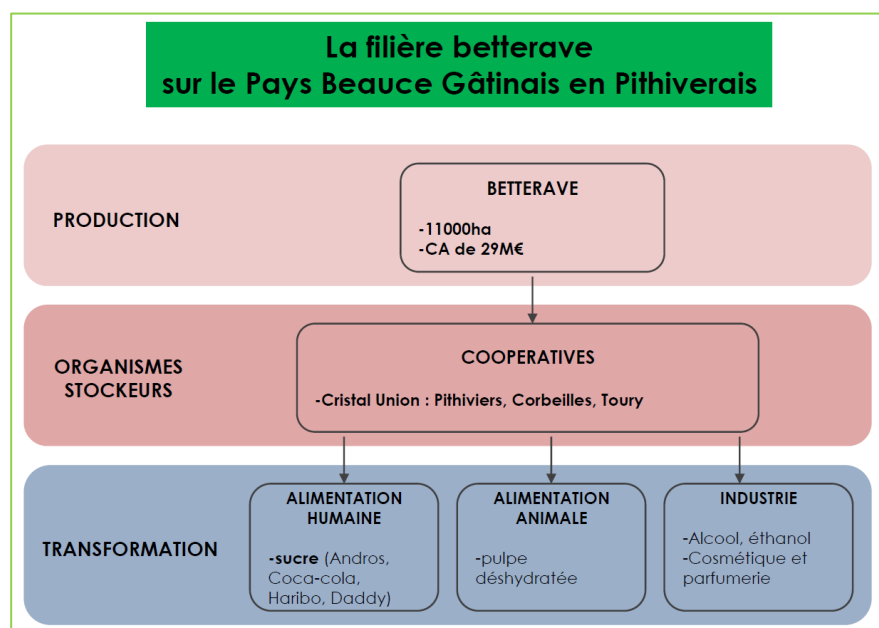 La filière betterave
sur le Pays Beauce Gâtinais en Pithiverais
PRODUCTION
BETTERAVE
-11000ha
-CA de 29M€
ORGANISMES
STOCKEURS
COOPERATIVES
-Cristal Union : Pithiviers, Corbeilles, Toury
TRANSFORMATION
ALIMENTATION
HUMAINE
-sucre (Andros,
Coca-cola,
Haribo, Daddy)
ALIMENTATION
ANIMALE
-pulpe
déshydratée
INDUSTRIE
-Alcool, éthanol
-Cosmétique et
parfumerie